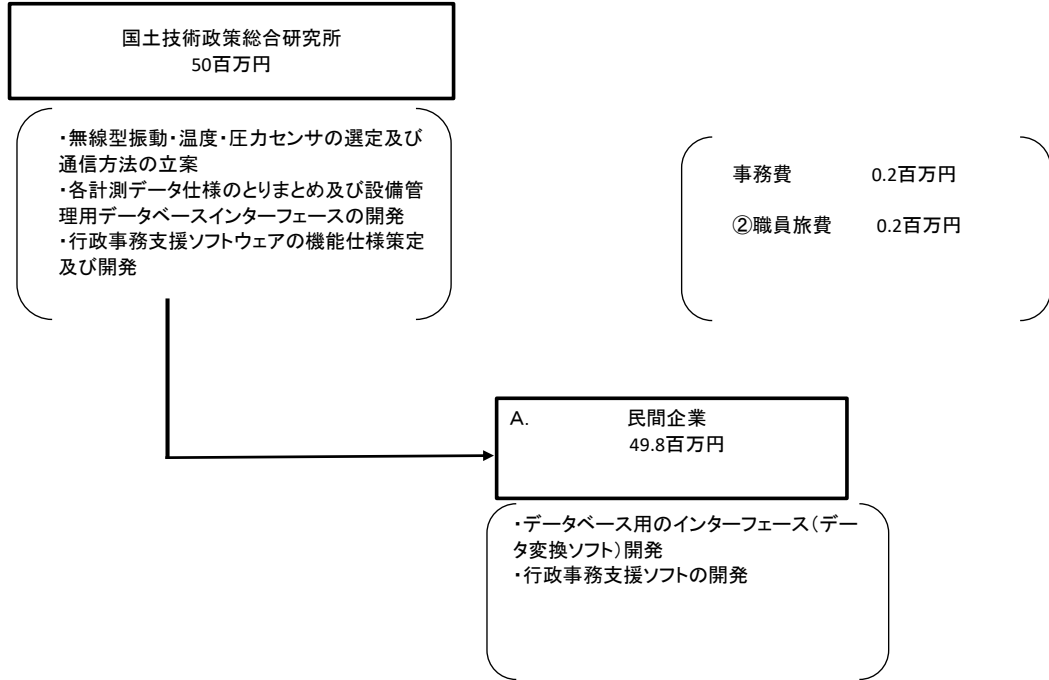 国土技術政策総合研究所
50百万円
・無線型振動・温度・圧力センサの選定及び
通信方法の立案
・各計測データ仕様のとりまとめ及び設備管
理用データベースインターフェースの開発
・行政事務支援ソフトウェアの機能仕様策定
及び開発
事務費 0.2百万円
②職員旅費 0.2百万円
A. 民間企業
49.8百万円
・データベース用のインターフェース(デー
タ変換ソフト)開発
・行政事務支援ソフトの開発